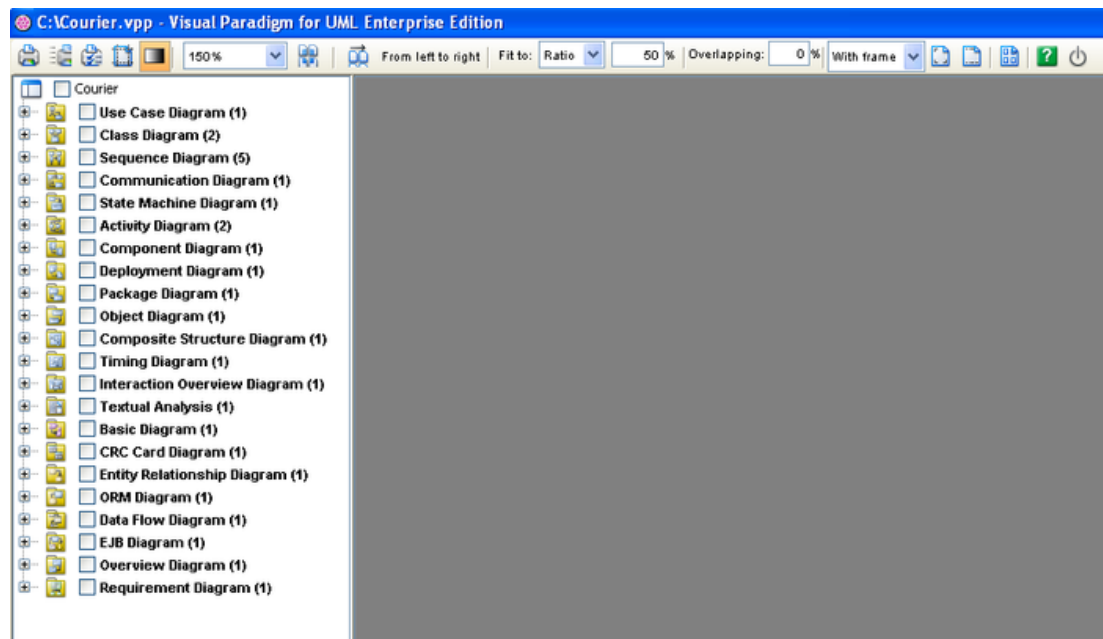 C:\Courier.vpp - Visual Paradigm for UML Enterprise Edition
150% From left to right Fit to: Ratio 50 % Overlapping: 0 % With frame ?
Courier
Use Case Diagram (1)
Class Diagram (2)
Sequence Diagram (5)
Communication Diagram (1)
State Machine Diagram (1)
Activity Diagram (2)
Component Diagram (1)
Deployment Diagram (1)
Package Diagram (1)
Object Diagram (1)
Composite Structure Diagram (1)
Timing Diagram (1)
Interaction Overview Diagram (1)
Textual Analysis (1)
Basic Diagram (1)
CRC Card Diagram (1)
Entity Relationship Diagram (1)
ORM Diagram (1)
Data Flow Diagram (1)
EJB Diagram (1)
Overview Diagram (1)
Requirement Diagram (1)